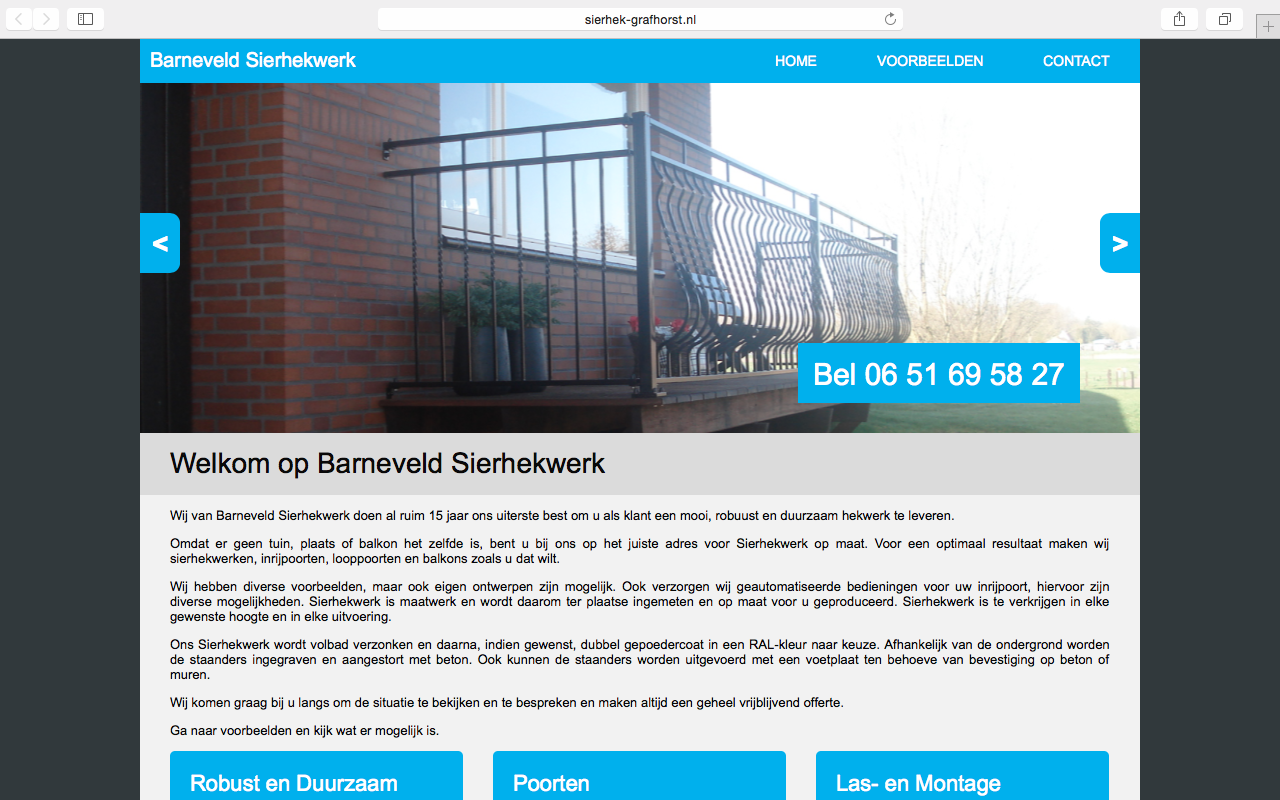 sierhek-grafhorst.nl
Barneveld Sierhekwerk
HOME
VOORBEELDEN
CONTACT
<
>
Bel 06 51 69 58 27
Welkom op Barneveld Sierhekwerk
Wij van Barneveld Sierhekwerk doen al ruim 15 jaar ons uiterste best om u als klant een mooi, robuust en duurzaam hekwerk te leveren.
Omdat er geen tuin, plaats of balkon het zelfde is, bent u bij ons op het juiste adres voor Sierhekwerk op maat. Voor een optimaal resultaat maken wij
sierhekwerken, inrijpoorten, looppoorten en balkons zoals u dat wilt.
Wij hebben diverse voorbeelden, maar ook eigen ontwerpen zijn mogelijk. Ook verzorgen wij geautomatiseerde bedieningen voor uw inrijpoort, hiervoor zijn
diverse mogelijkheden. Sierhekwerk is maatwerk en wordt daarom ter plaatse ingemeten en op maat voor u geproduceerd. Sierhekwerk is te verkrijgen in elke
gewenste hoogte en in elke uitvoering.
Ons Sierhekwerk wordt volbad verzonken en daarna, indien gewenst, dubbel gepoedercoat in een RAL-kleur naar keuze. Afhankelijk van de ondergrond worden
de staanders ingegraven en aangestort met beton. Ook kunnen de staanders worden uitgevoerd met een voetplaat ten behoeve van bevestiging op beton of
muren.
Wij komen graag bij u langs om de situatie te bekijken en te bespreken en maken altijd een geheel vrijblijvend offerte.
Ga naar voorbeelden en kijk wat er mogelijk is.
Robust en Duurzaam
Poorten
Las- en Montage